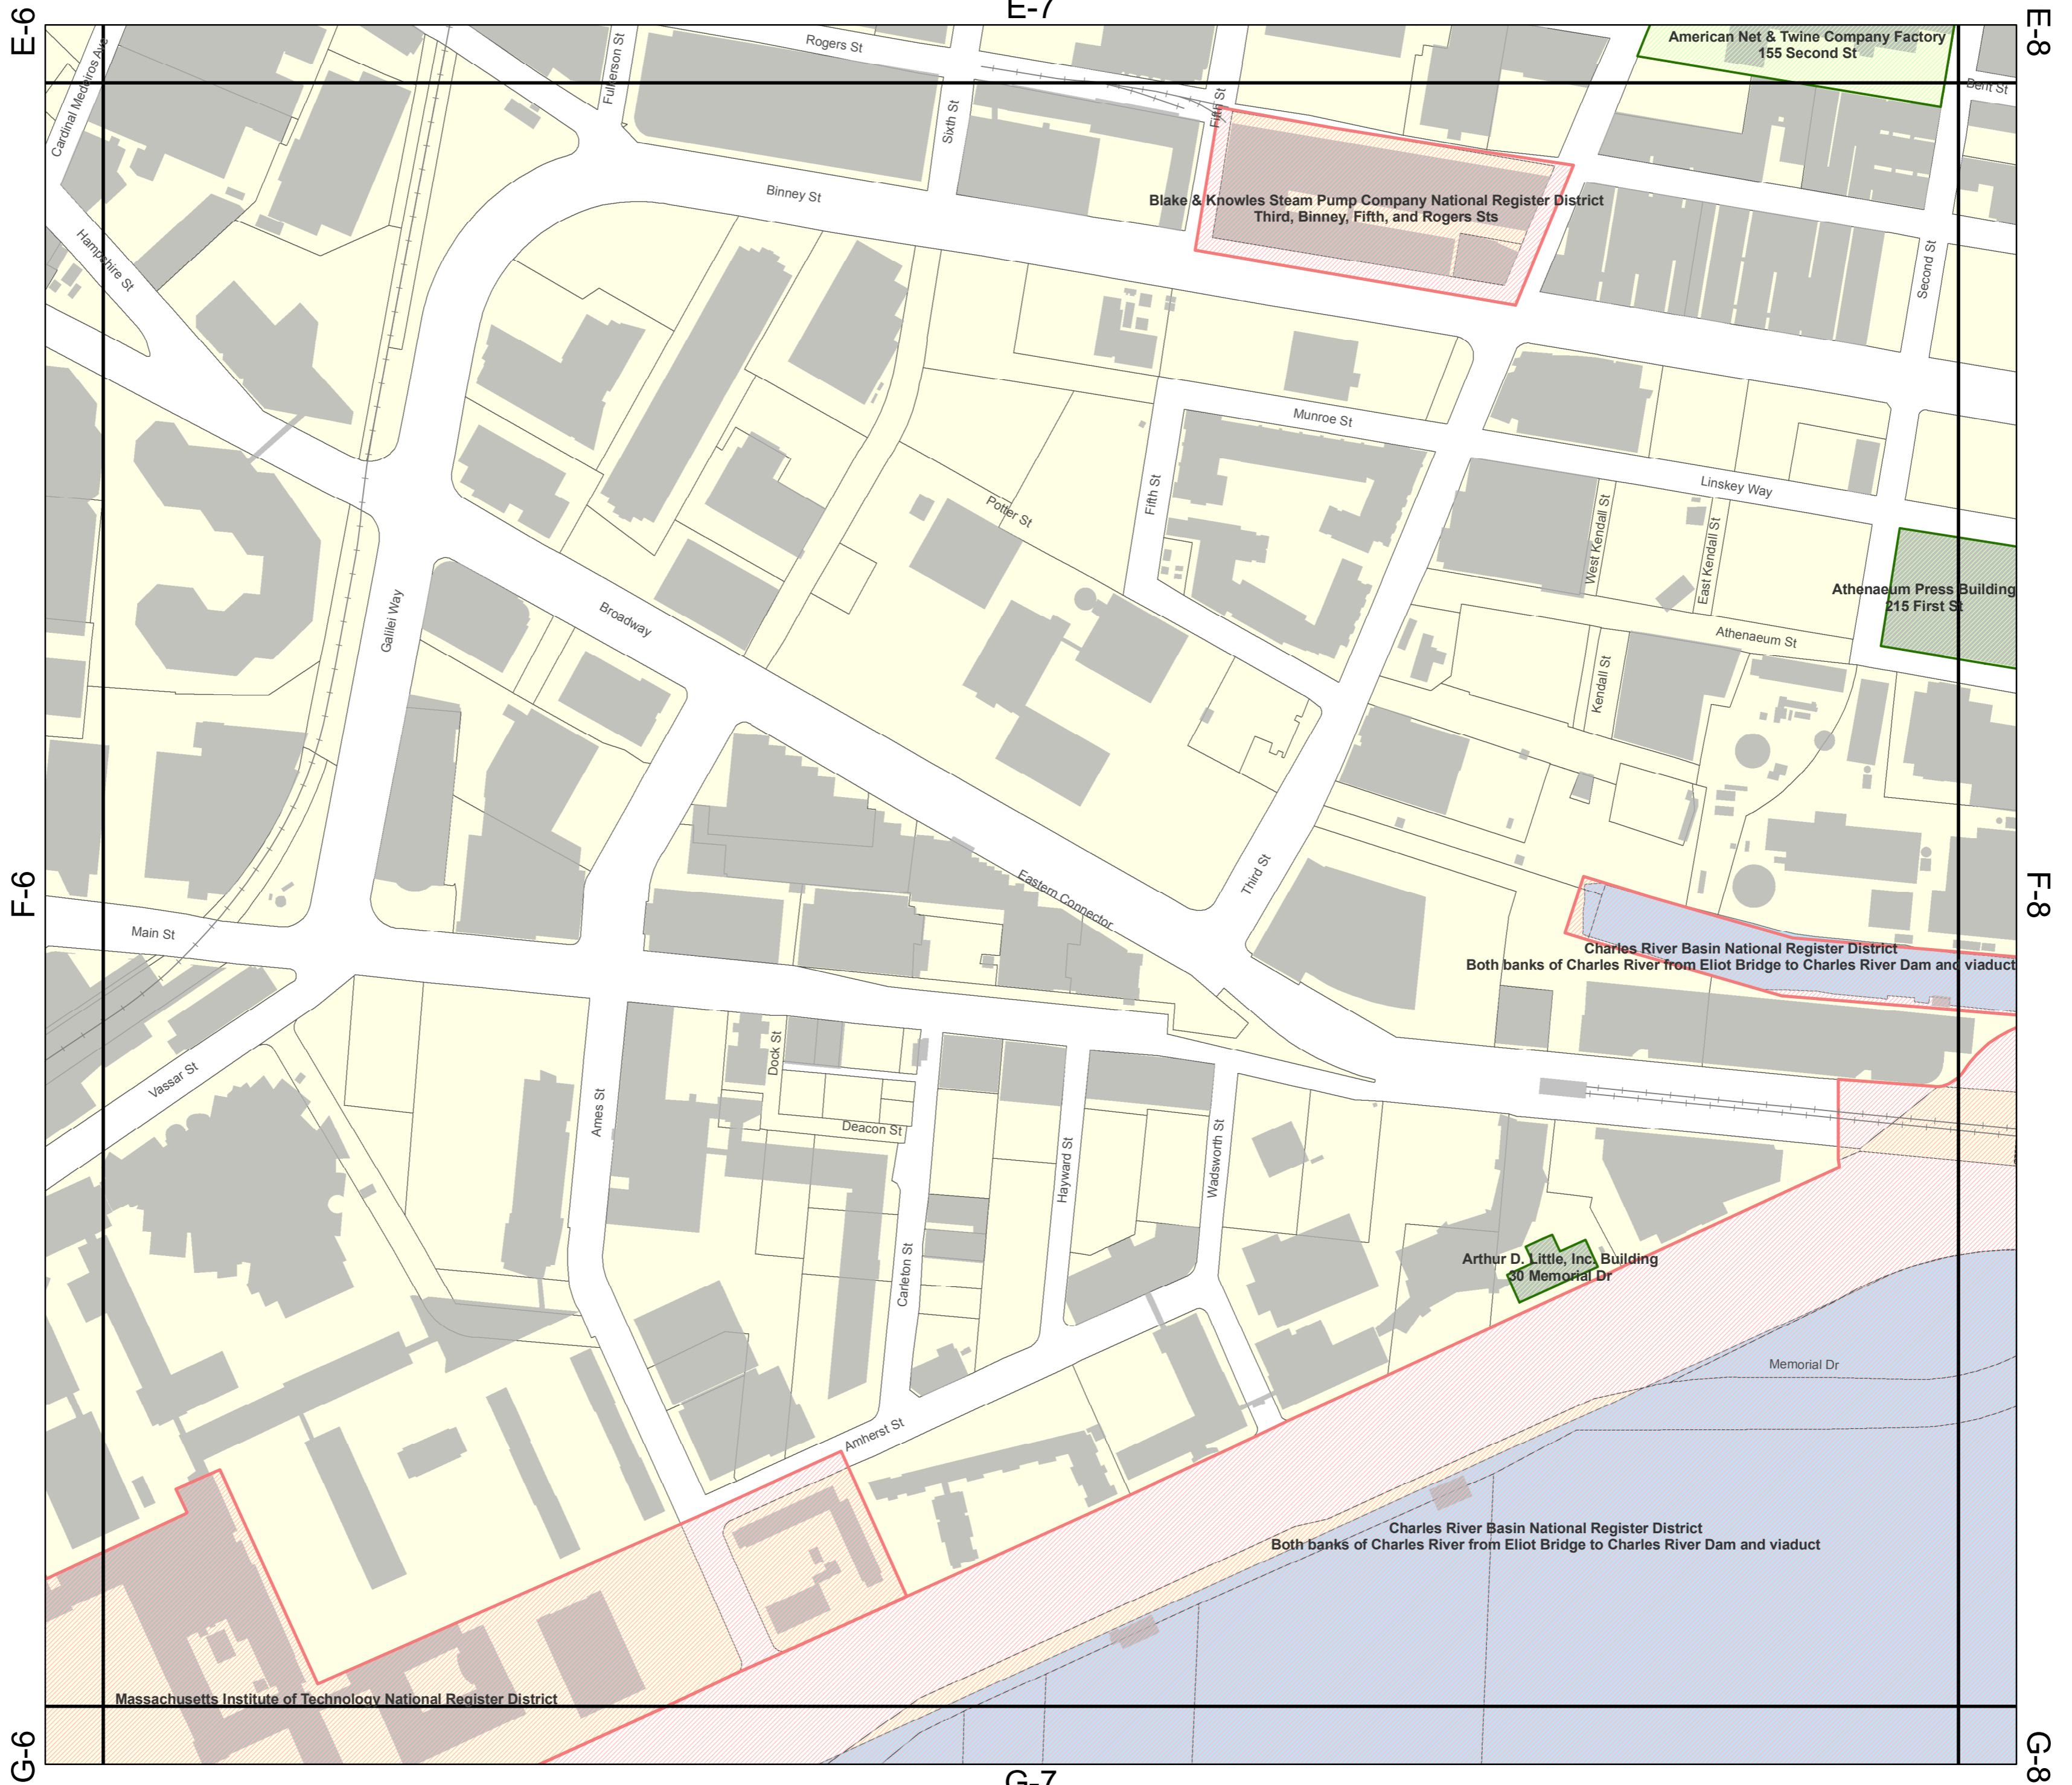 E-7
E-6
E-8
Rogers St
Fulkerson St
American Net & Twine Company Factory
155 Second St
Cardinal Medeiros Ave
Sixth St
Fifth St
Bent St
Binney St
Blake & Knowles Steam Pump Company National Register District
Third, Binney, Fifth, and Rogers Sts
Hampshire St
Second St
Munroe St
Linskey Way
Potter St
Fifth St
West Kendall St
East Kendall St
Athenaeum Press Building
215 First St
Galilei Way
Broadway
Athenaeum St
Kendall St
F-6
Eastern Connector
Third St
F-8
Main St
Charles River Basin National Register District
Both banks of Charles River from Eliot Bridge to Charles River Dam and viaduct
Vassar St
Dock St
Ames St
Deacon St
Hayward St
Wadsworth St
Carleton St
Arthur D. Little, Inc. Building
30 Memorial Dr
Memorial Dr
Amherst St
Charles River Basin National Register District
Both banks of Charles River from Eliot Bridge to Charles River Dam and viaduct
Massachusetts Institute of Technology National Register District
G-6
G-7
G-8